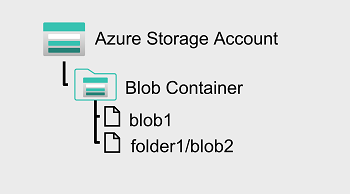 Azure Storage Account
Blob Container
blob1
folder1/blob2